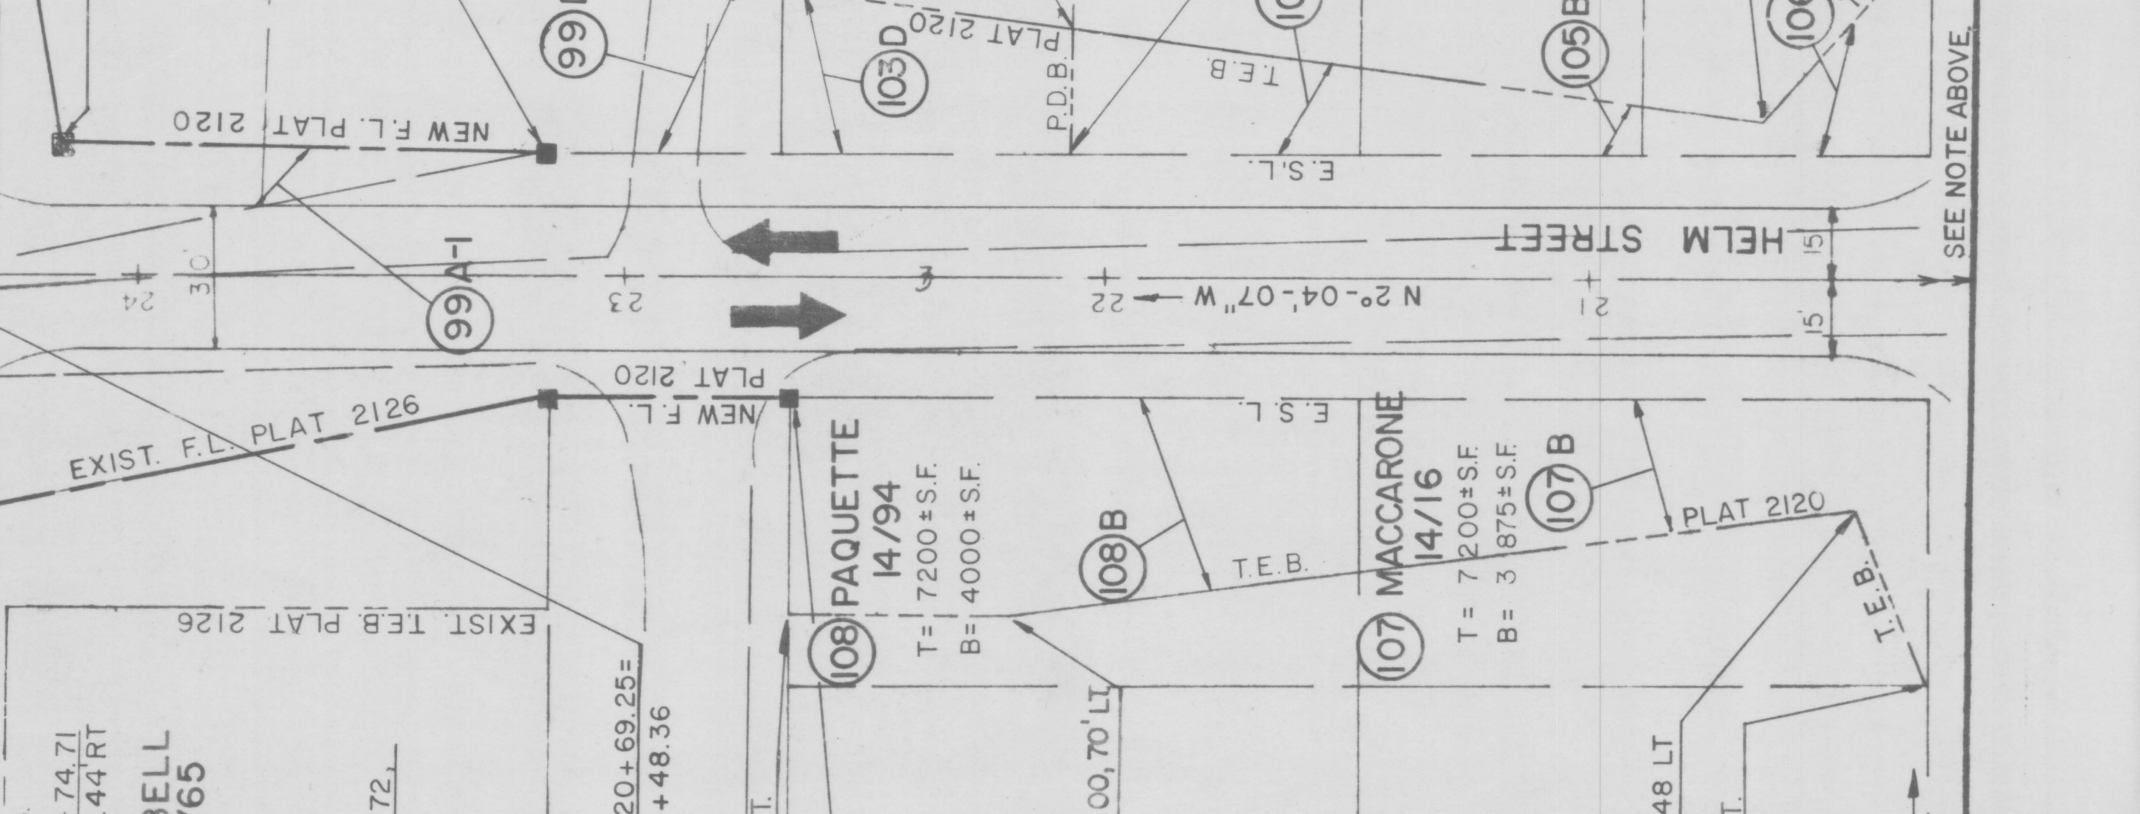 NEW F.L. PLAT 2120
103 D
PLAT 2120
P.D.B.
T.E.B.
105 B
E.S.L.
SEE NOTE ABOVE.
HELM STREET
15'
15'
30'
99 A-1
24
23
22
21
N 2°-04'-07" W
NEW F.L.
PLAT 2120
EXIST. F.L. PLAT 2126
E.S.L.
EXIST. T.E.B. PLAT 2126
108 PAQUETTE
14/94
T= 7200±S.F.
B= 4000±S.F.
108 B
T.E.B.
107 MACCARONE
14/16
T= 7200±S.F.
B= 3875±S.F.
107 B
PLAT 2120
T.E.B.
74.71
44' RT
BELL
765
72,
20+69.25=
+48.36
T.
00, 70' LT.
48 LT
T.